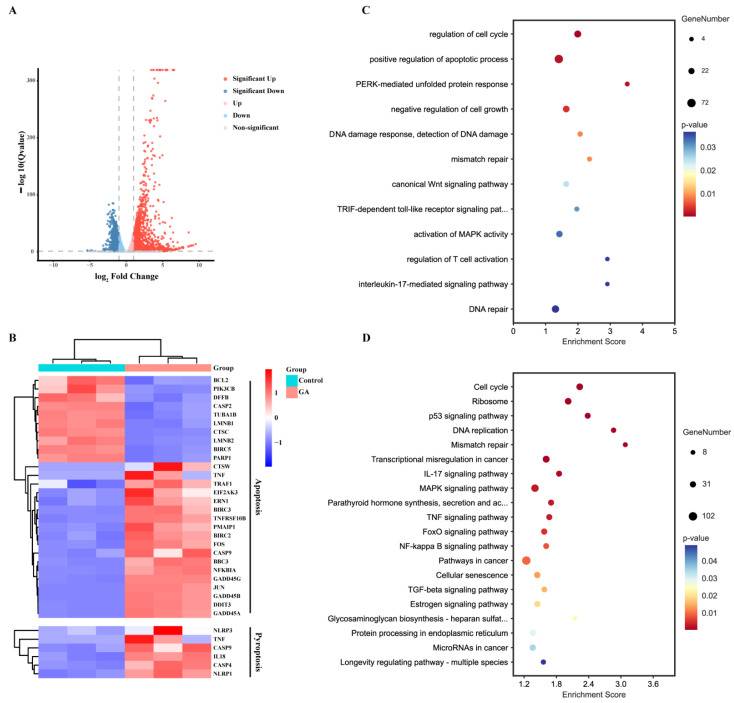 A
300
200
100
0
−log 10(Qvalue)
-10
-5
0
5
10
log2 Fold Change
Significant Up
Significant Down
Up
Down
Non-significant
B
Group
BCL2
PIK3CB
DFFB
CASP2
TUBA1B
LMNB1
CTSC
LMNB2
BIRC5
PARP1
CTSW
TNF
TRAF1
EIF2AK3
ERN1
BIRC3
TNFRSF10B
PMAIP1
BIRC2
FOS
CASP9
BBC3
NFKBIA
GADD45G
JUN
GADD45B
DDIT3
GADD45A
Apoptosis
NLRP3
TNF
CASP9
IL18
CASP4
NLRP1
Pyroptosis
1
0
−1
Group
Control
GA
C
regulation of cell cycle
positive regulation of apoptotic process
PERK-mediated unfolded protein response
negative regulation of cell growth
DNA damage response, detection of DNA damage
mismatch repair
canonical Wnt signaling pathway
TRIF-dependent toll-like receptor signaling pat...
activation of MAPK activity
regulation of T cell activation
interleukin-17-mediated signaling pathway
DNA repair
0
1
2
3
4
5
Enrichment Score
GeneNumber
4
22
72
p-value
0.03
0.02
0.01
D
Cell cycle
Ribosome
p53 signaling pathway
DNA replication
Mismatch repair
Transcriptional misregulation in cancer
IL-17 signaling pathway
MAPK signaling pathway
Parathyroid hormone synthesis, secretion and ac...
TNF signaling pathway
FoxO signaling pathway
NF-kappa B signaling pathway
Pathways in cancer
Cellular senescence
TGF-beta signaling pathway
Estrogen signaling pathway
Glycosaminoglycan biosynthesis - heparan sulfat...
Protein processing in endoplasmic reticulum
MicroRNAs in cancer
Longevity regulating pathway - multiple species
1.2
1.8
2.4
3.0
3.6
Enrichment Score
GeneNumber
8
31
102
p-value
0.04
0.03
0.02
0.01